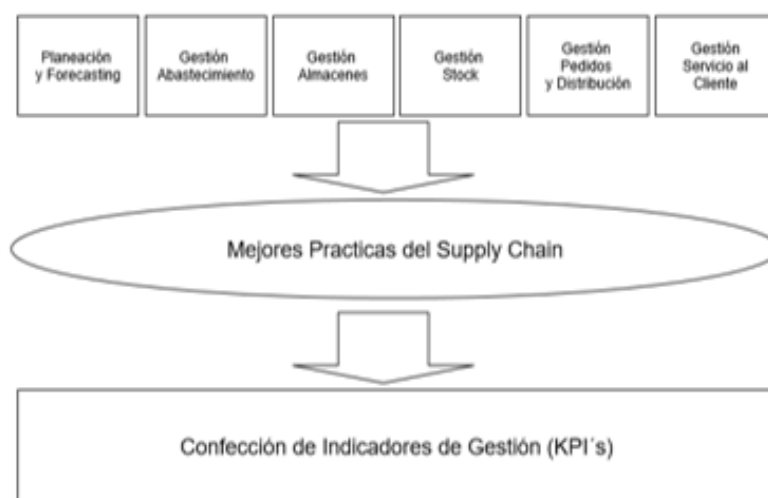 Planeación
y Forecasting
Gestión
Abastecimiento
Gestión
Almacenes
Gestión
Stock
Gestión
Pedidos
y Distribución
Gestión
Servicio al
Cliente
Mejores Practicas del Supply Chain
Confección de Indicadores de Gestión (KPI´s)